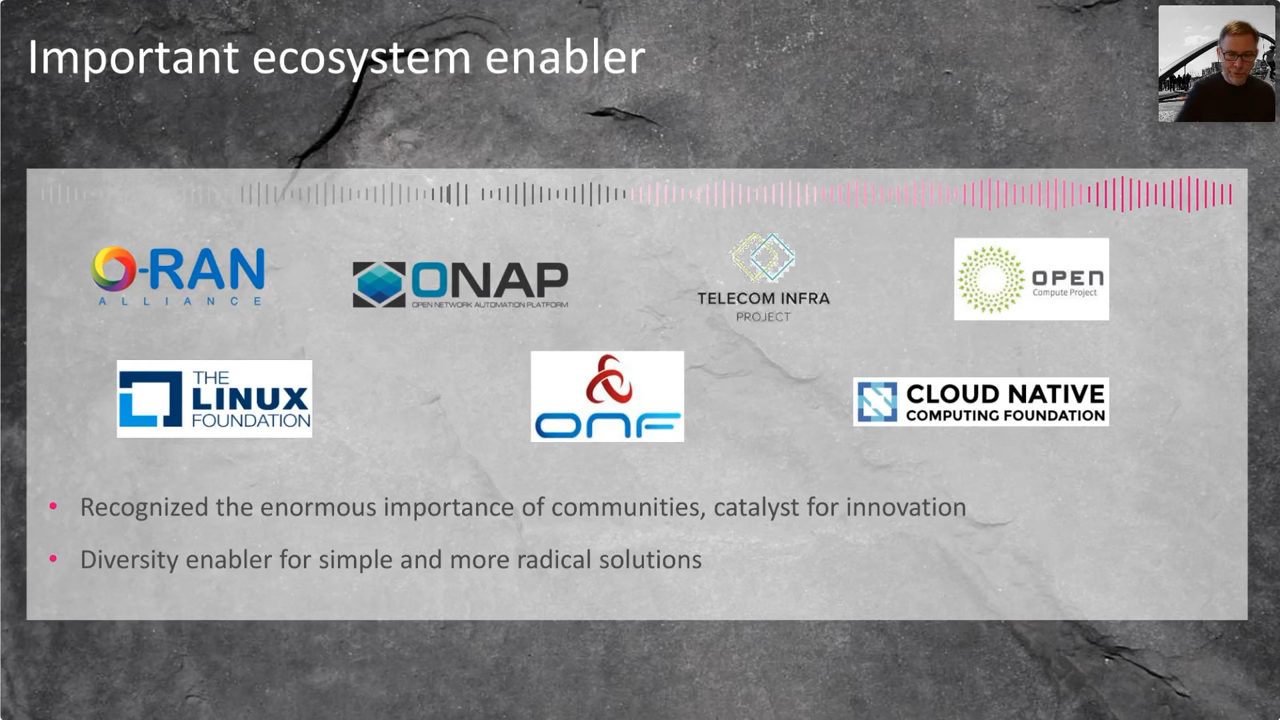 Important ecosystem enabler
O-RAN
ALLIANCE
ONAP
OPEN NETWORK AUTOMATION PLATFORM
TELECOM INFRA
PROJECT
OPEN
Compute Project
THE
LINUX
FOUNDATION
ONF
CLOUD NATIVE
COMPUTING FOUNDATION
• Recognized the enormous importance of communities, catalyst for innovation
• Diversity enabler for simple and more radical solutions